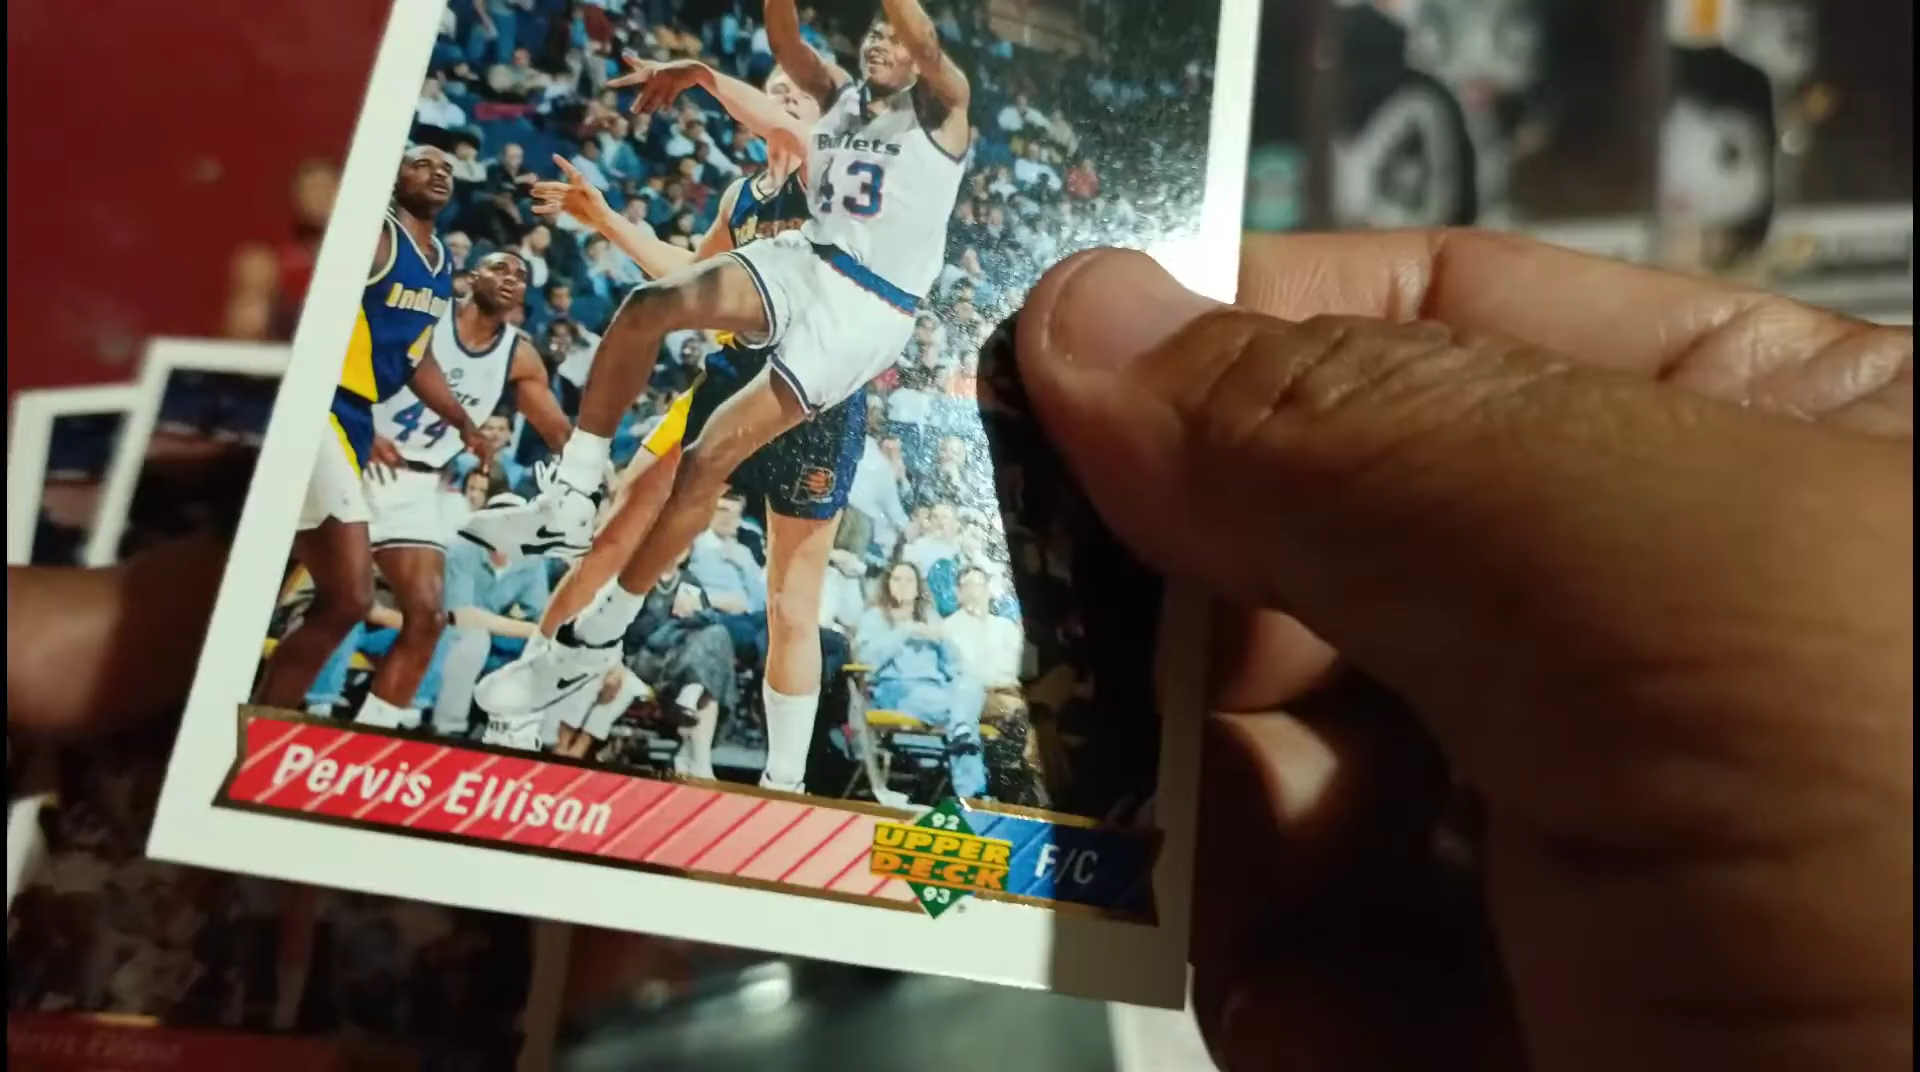 Bullets
43
Indiana
44
Pervis Ellison
92
UPPER
D·E·C·K
93
F/C